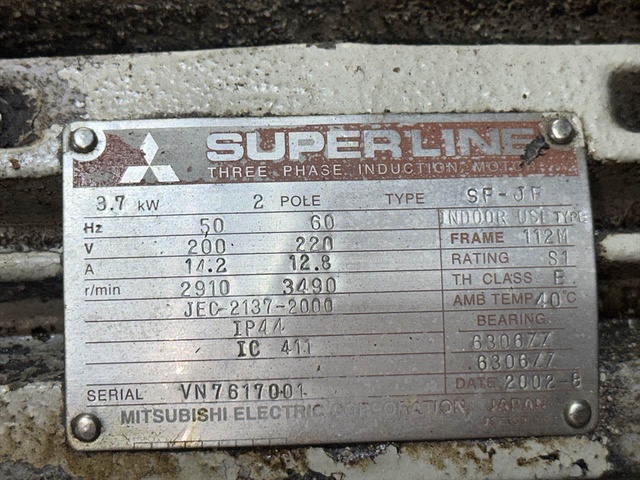 SUPERLINE
THREE PHASE INDUCTION MOTOR
3.7 kW 2 POLE TYPE SF-JF
Hz 50 60 INDOOR USE TYPE
V 200 220 FRAME 112M
A 14.2 12.8 RATING S1
r/min 2910 3490 TH CLASS E
JEC-2137-2000 AMB TEMP 40°C
IP44 BEARING
IC 411 6306ZZ
6306ZZ
SERIAL VN7617001 DATE 2002-8
MITSUBISHI ELECTRIC CORPORATION, JAPAN